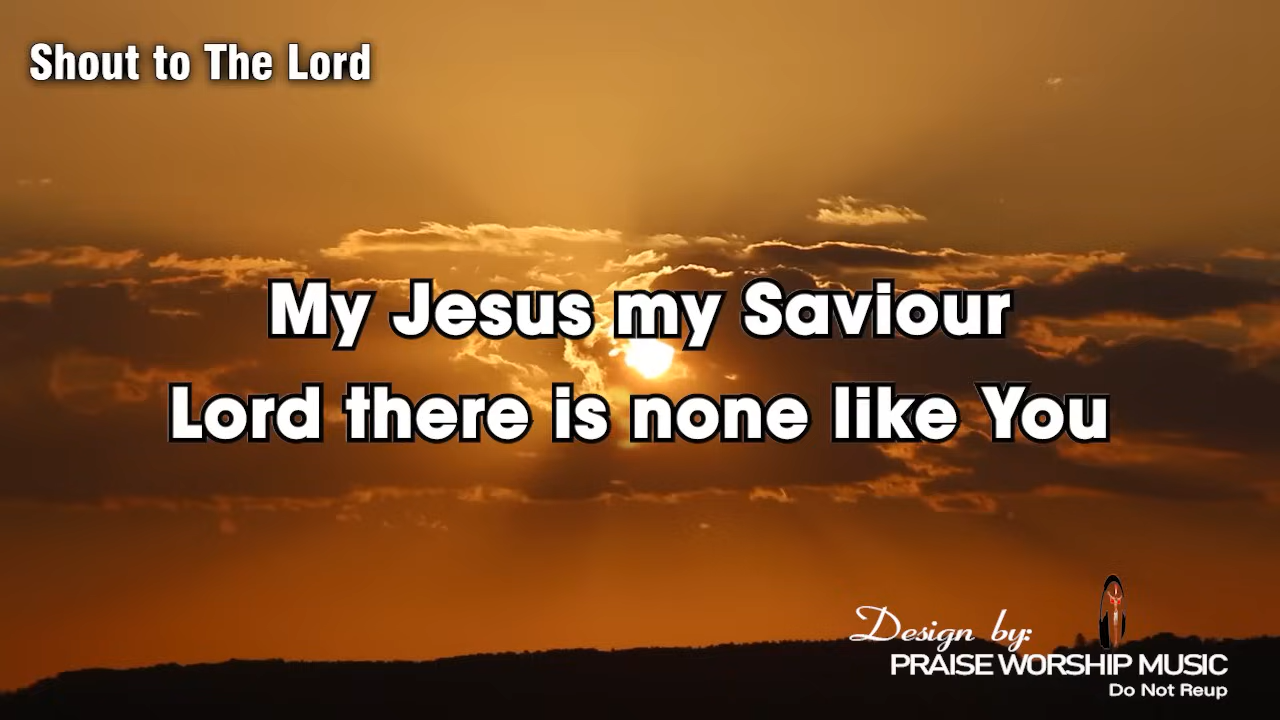 Shout to The Lord
My Jesus my Saviour
Lord there is none like You
Design by:
PRAISE WORSHIP MUSIC
Do Not Reup